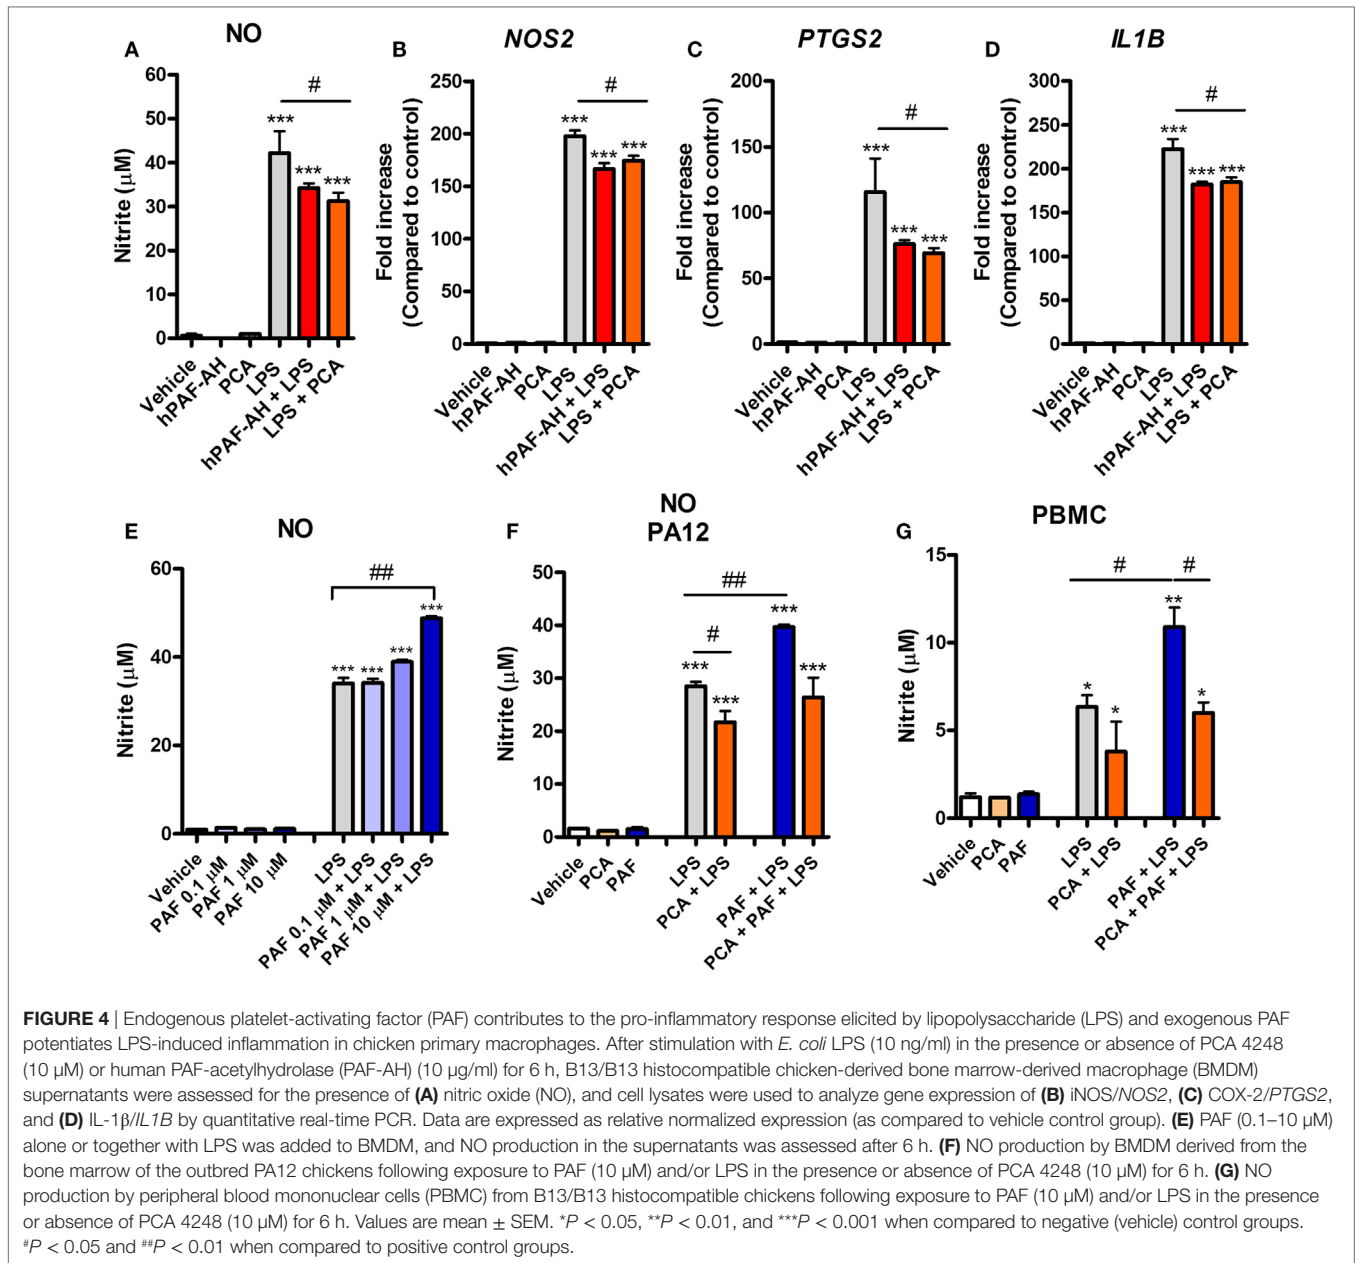 A
NO
Nitrite (μM)
60
50
40
30
20
10
0
#
***
***
***
Vehicle
hPAF-AH
PCA
LPS
hPAF-AH + LPS
LPS + PCA
B
NOS2
Fold increase
(Compared to control)
250
200
150
100
50
0
#
***
***
***
Vehicle
hPAF-AH
PCA
LPS
hPAF-AH + LPS
LPS + PCA
C
PTGS2
Fold increase
(Compared to control)
200
150
100
50
0
#
***
***
***
Vehicle
hPAF-AH
PCA
LPS
hPAF-AH + LPS
LPS + PCA
D
IL1B
Fold increase
(Compared to control)
300
250
200
150
100
50
0
#
***
***
***
Vehicle
hPAF-AH
PCA
LPS
hPAF-AH + LPS
LPS + PCA
E
NO
Nitrite (μM)
60
40
20
0
##
***
***
***
***
Vehicle
PAF 0.1 μM
PAF 1 μM
PAF 10 μM
LPS
PAF 0.1 μM + LPS
PAF 1 μM + LPS
PAF 10 μM + LPS
F
NO
PA12
Nitrite (μM)
50
40
30
20
10
0
##
#
***
***
***
***
Vehicle
PCA
PAF
LPS
PCA + LPS
PAF + LPS
PCA + PAF + LPS
G
PBMC
Nitrite (μM)
15
10
5
0
#
#
*
*
**
*
Vehicle
PCA
PAF
LPS
PCA + LPS
PAF + LPS
PCA + PAF + LPS
FIGURE 4 | Endogenous platelet-activating factor (PAF) contributes to the pro-inflammatory response elicited by lipopolysaccharide (LPS) and exogenous PAF
potentiates LPS-induced inflammation in chicken primary macrophages. After stimulation with E. coli LPS (10 ng/ml) in the presence or absence of PCA 4248
(10 μM) or human PAF-acetylhydrolase (PAF-AH) (10 μg/ml) for 6 h, B13/B13 histocompatible chicken-derived bone marrow-derived macrophage (BMDM)
supernatants were assessed for the presence of (A) nitric oxide (NO), and cell lysates were used to analyze gene expression of (B) iNOS/NOS2, (C) COX-2/PTGS2,
and (D) IL-1β/IL1B by quantitative real-time PCR. Data are expressed as relative normalized expression (as compared to vehicle control group). (E) PAF (0.1–10 μM)
alone or together with LPS was added to BMDM, and NO production in the supernatants was assessed after 6 h. (F) NO production by BMDM derived from the
bone marrow of the outbred PA12 chickens following exposure to PAF (10 μM) and/or LPS in the presence or absence of PCA 4248 (10 μM) for 6 h. (G) NO
production by peripheral blood mononuclear cells (PBMC) from B13/B13 histocompatible chickens following exposure to PAF (10 μM) and/or LPS in the presence
or absence of PCA 4248 (10 μM) for 6 h. Values are mean ± SEM. *P < 0.05, **P < 0.01, and ***P < 0.001 when compared to negative (vehicle) control groups.
#P < 0.05 and ##P < 0.01 when compared to positive control groups.